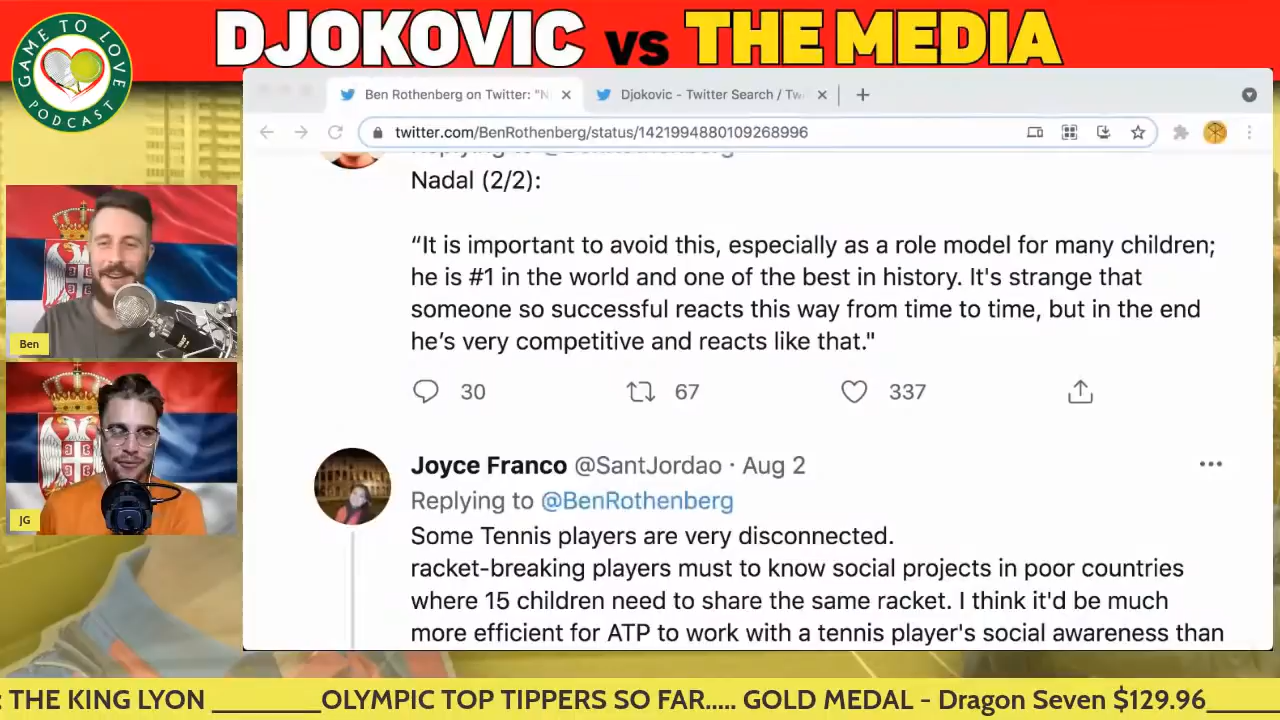 DJOKOVIC vs THE MEDIA
GAME TO LOVE
PODCAST
Ben Rothenberg on Twitter: "N
Djokovic - Twitter Search / Tw
twitter.com/BenRothenberg/status/1421994880109268996
Replying to @BenRothenberg
Nadal (2/2):
“It is important to avoid this, especially as a role model for many children;
he is #1 in the world and one of the best in history. It's strange that
someone so successful reacts this way from time to time, but in the end
he’s very competitive and reacts like that."
30 67 337
Joyce Franco @SantJordao · Aug 2
Replying to @BenRothenberg
Some Tennis players are very disconnected.
racket-breaking players must to know social projects in poor countries
where 15 children need to share the same racket. I think it'd be much
more efficient for ATP to work with a tennis player's social awareness than
Ben
JG
: THE KING LYON ________OLYMPIC TOP TIPPERS SO FAR..... GOLD MEDAL - Dragon Seven $129.96______